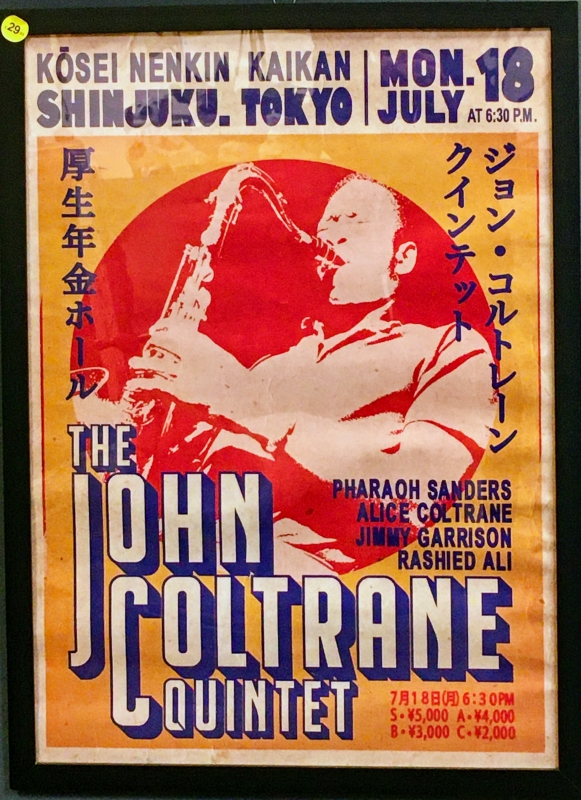 29
KŌSEI NENKIN KAIKAN
SHINJUKU. TOKYO
MON. 18
JULY AT 6:30 P.M.
ジョン・コルトレーン
クインテット
厚生年金ホール
THE
JOHN
COLTRANE
QUINTET
PHARAOH SANDERS
ALICE COLTRANE
JIMMY GARRISON
RASHIED ALI
7月18日(月) 6:30PM
S・¥5,000 A・¥4,000
B・¥3,000 C・¥2,000